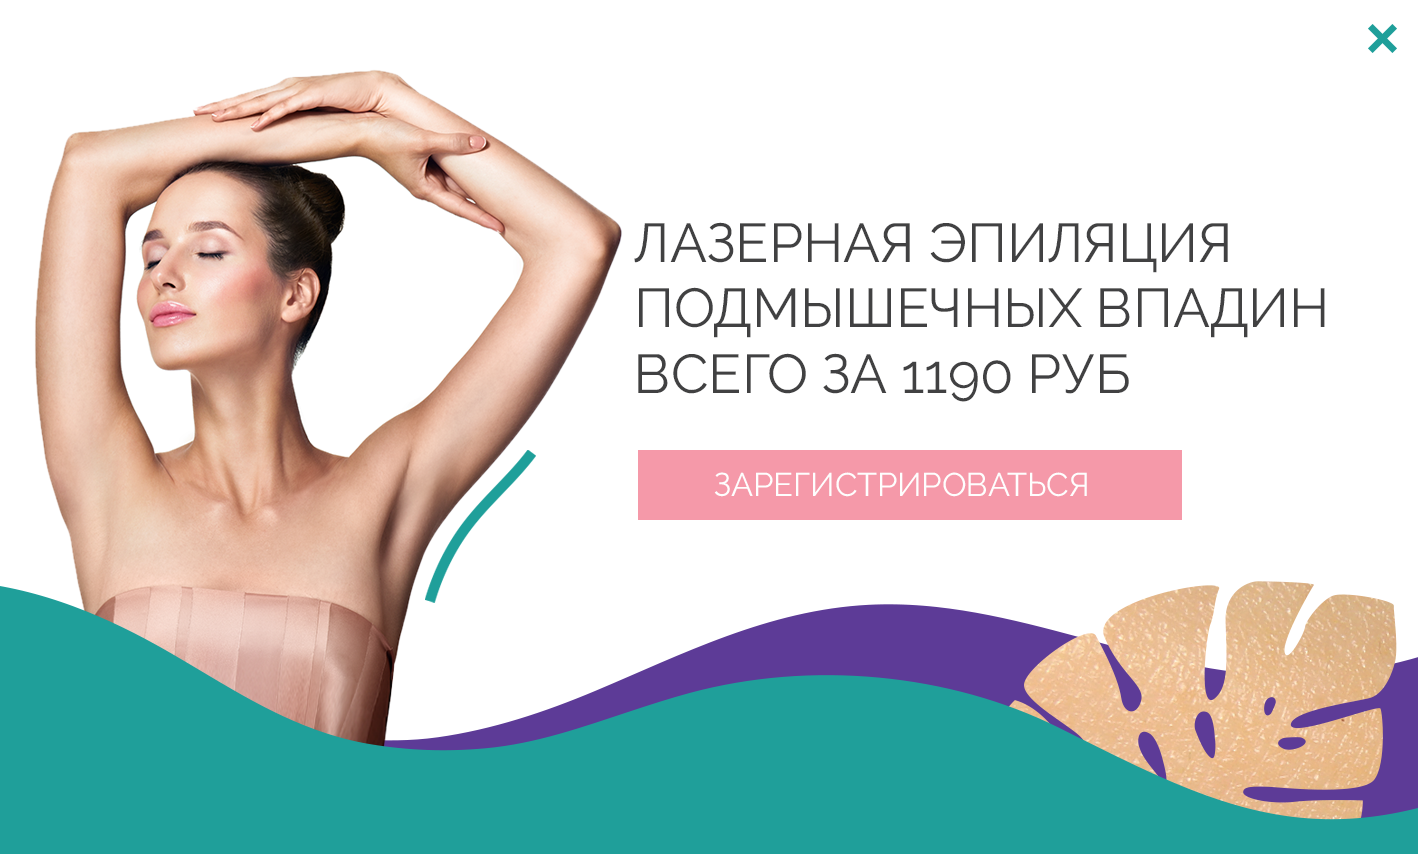 ЛАЗЕРНАЯ ЭПИЛЯЦИЯ
ПОДМЫШЕЧНЫХ ВПАДИН
ВСЕГО ЗА 1190 РУБ
ЗАРЕГИСТРИРОВАТЬСЯ